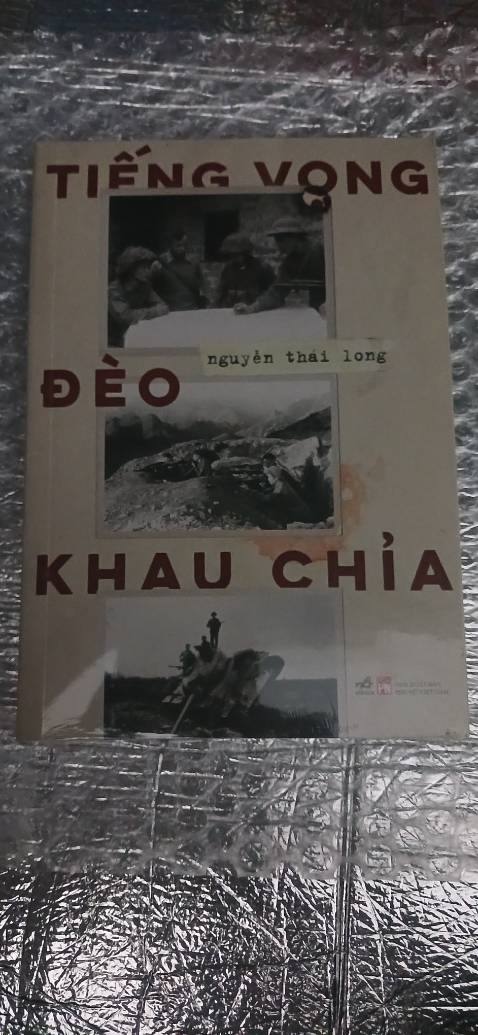 TIẾNG VỌNG
nguyễn thái long
ĐÈO
KHAU CHỈA